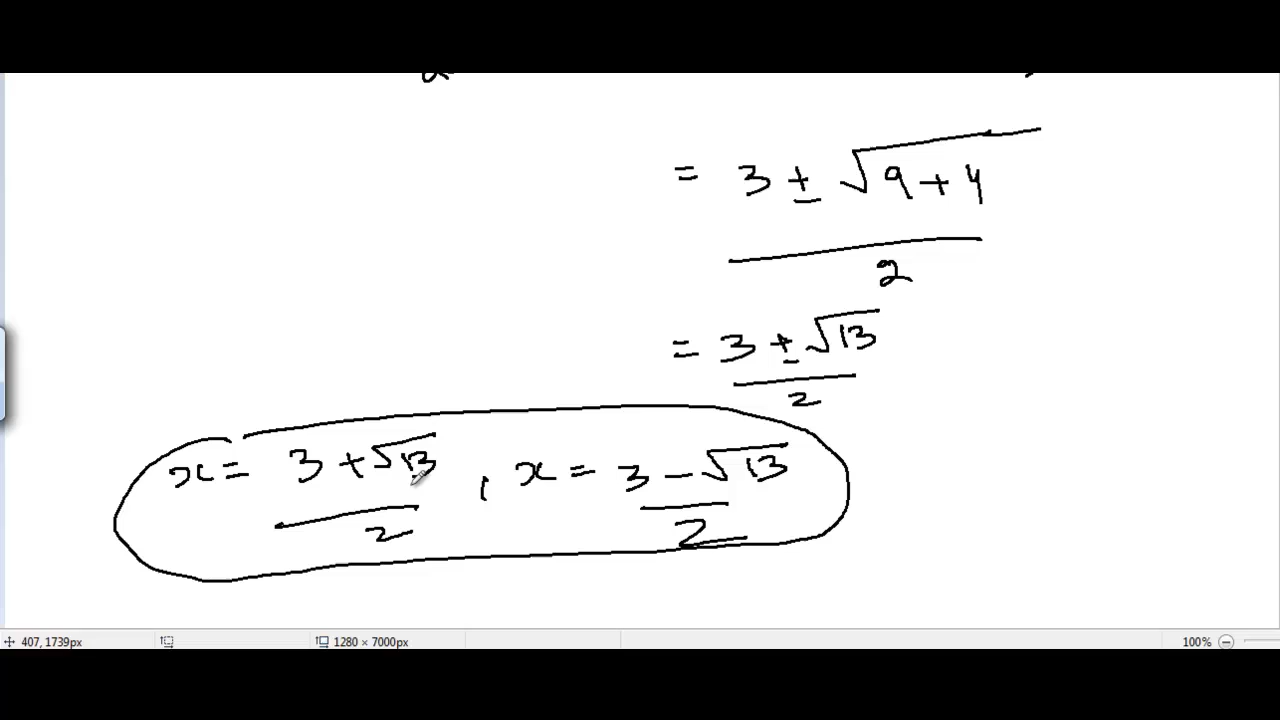 = 3 ± √9 + 4
2
= 3 ± √13
2
x = 3 + √13 , x = 3 − √13
2 2
407, 1739px 1280 × 7000px 100%